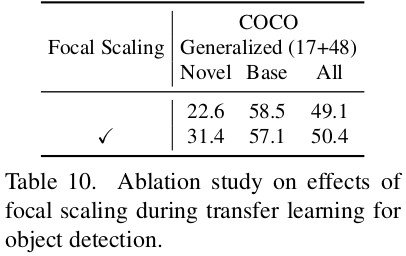 COCO
Focal Scaling Generalized (17+48)
Novel Base All
22.6 58.5 49.1
✓ 31.4 57.1 50.4
Table 10. Ablation study on effects of
focal scaling during transfer learning for
object detection.